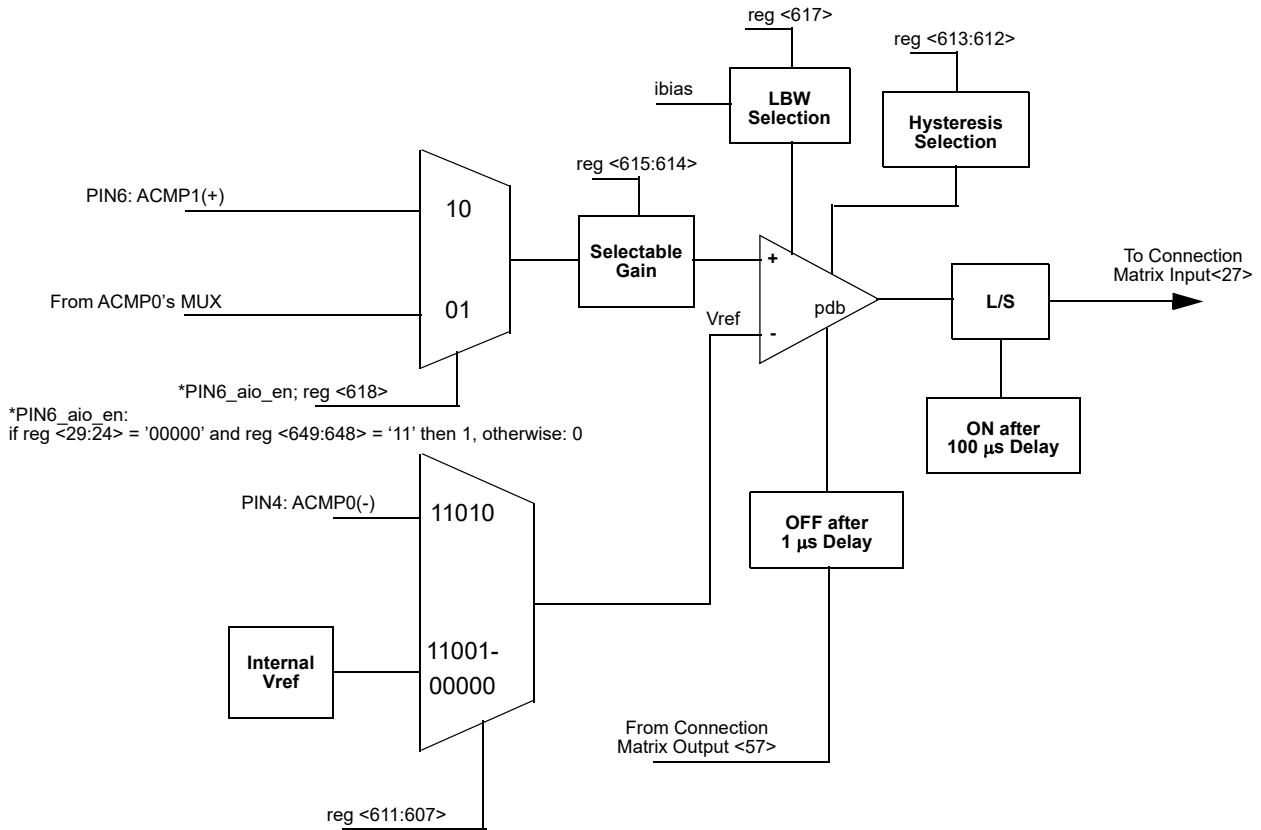 reg <617>
reg <613:612>
ibias
LBW
Selection
Hysteresis
Selection
reg <615:614>
PIN6: ACMP1(+)
10
Selectable
Gain
+
To Connection
Matrix Input<27>
From ACMP0's MUX
01
L/S
Vref
pdb
-
*PIN6_aio_en; reg <618>
*PIN6_aio_en:
if reg <29:24> = '00000' and reg <649:648> = '11' then 1, otherwise: 0
ON after
100 µs Delay
PIN4: ACMP0(-)
11010
OFF after
1 µs Delay
Internal
Vref
11001-
00000
From Connection
Matrix Output <57>
reg <611:607>